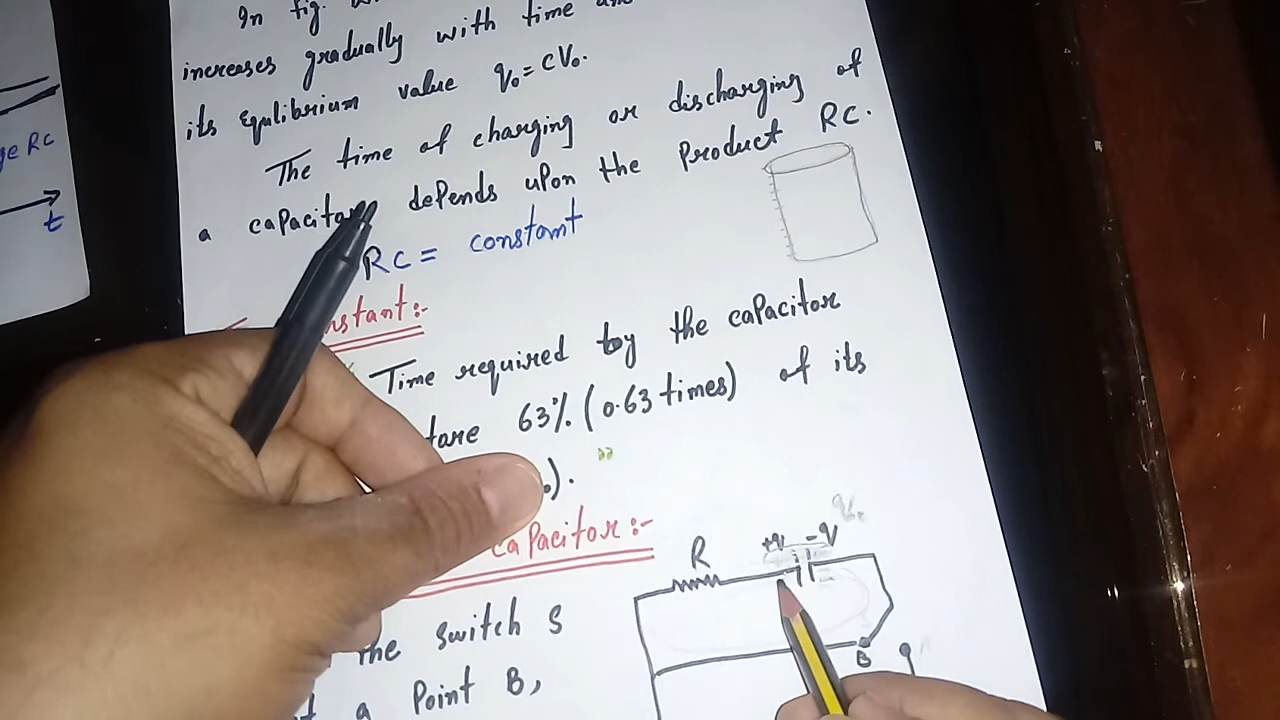 In fig.
increases gradually with time
its Equilibrium value q₀ = CV₀.
The time of charging or discharging of
a capacitor depends upon the Product RC.
RC = constant
Time required by the capacitor
63% (0.63 times) of its
capacitor:-
R +q -q
the switch S
B
a Point B,
ge RC
t